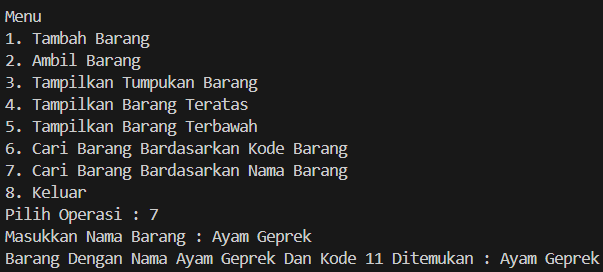 Menu
1. Tambah Barang
2. Ambil Barang
3. Tampilkan Tumpukan Barang
4. Tampilkan Barang Teratas
5. Tampilkan Barang Terbawah
6. Cari Barang Bardasarkan Kode Barang
7. Cari Barang Bardasarkan Nama Barang
8. Keluar
Pilih Operasi : 7
Masukkan Nama Barang : Ayam Geprek
Barang Dengan Nama Ayam Geprek Dan Kode 11 Ditemukan : Ayam Geprek